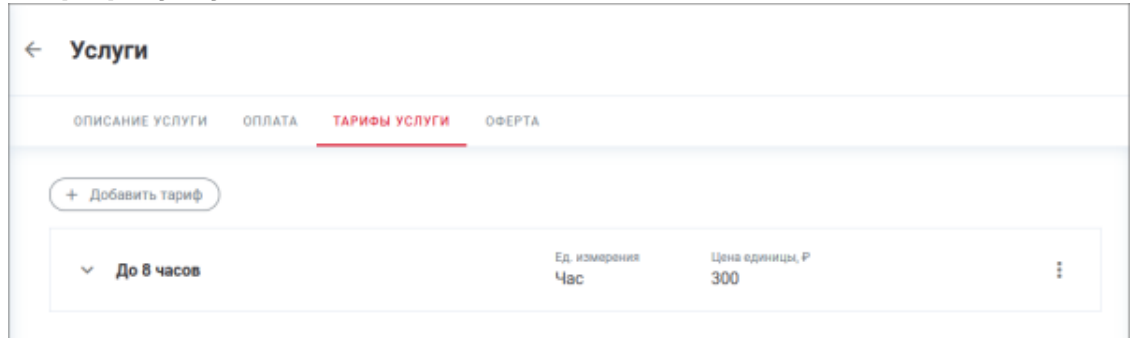 Услуги
ОПИСАНИЕ УСЛУГИ ОПЛАТА ТАРИФЫ УСЛУГИ ОФЕРТА
+ Добавить тариф
До 8 часов
Ед. измерения
Час
Цена единицы, ₽
300